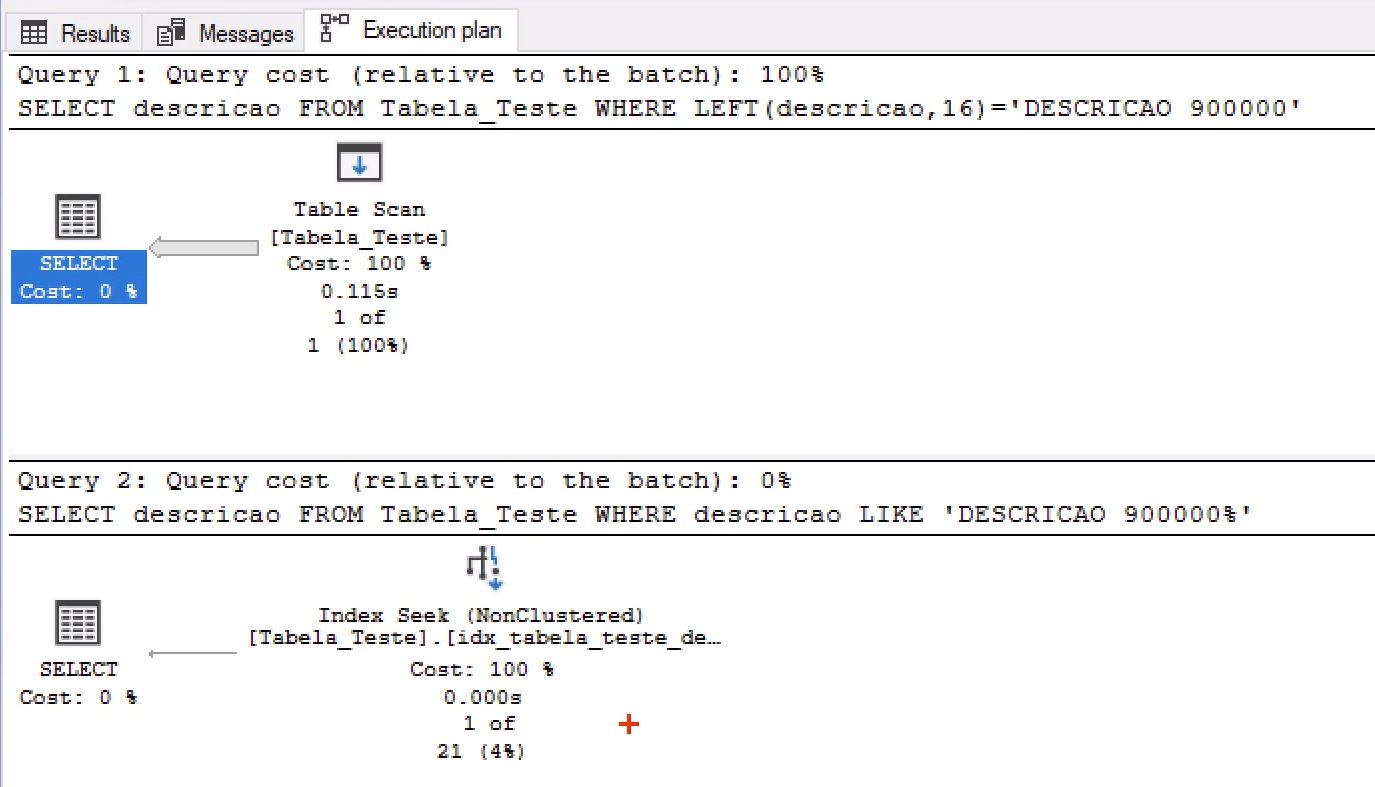 Results Messages Execution plan
Query 1: Query cost (relative to the batch): 100%
SELECT descricao FROM Tabela_Teste WHERE LEFT(descricao,16)='DESCRICAO 900000'
Table Scan
[Tabela_Teste]
Cost: 100 %
0.115s
1 of
1 (100%)
SELECT
Cost: 0 %
Query 2: Query cost (relative to the batch): 0%
SELECT descricao FROM Tabela_Teste WHERE descricao LIKE 'DESCRICAO 900000%'
Index Seek (NonClustered)
[Tabela_Teste].[idx_tabela_teste_de…
Cost: 100 %
0.000s
1 of
21 (4%)
SELECT
Cost: 0 %